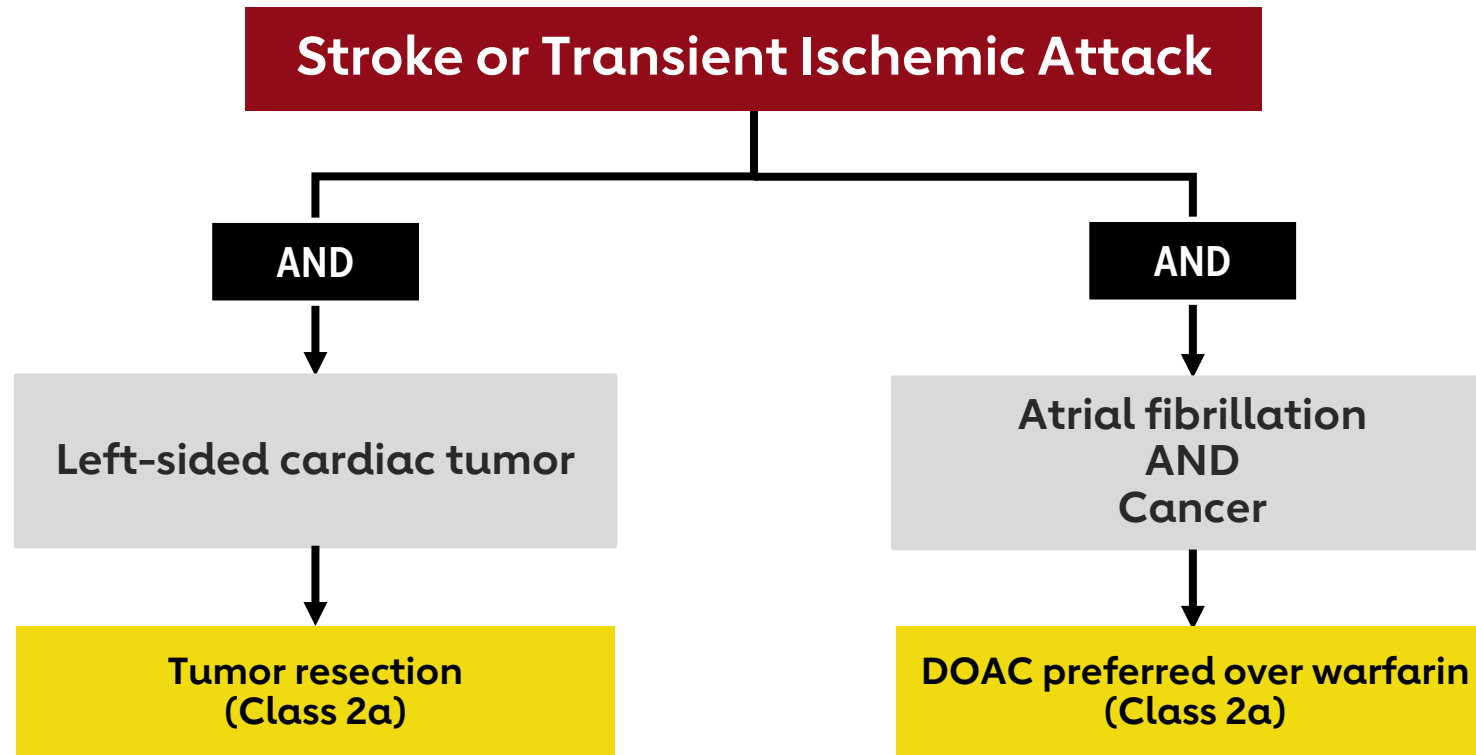 Stroke or Transient Ischemic Attack
AND
AND
Left-sided cardiac tumor
Atrial fibrillation
AND
Cancer
Tumor resection
(Class 2a)
DOAC preferred over warfarin
(Class 2a)